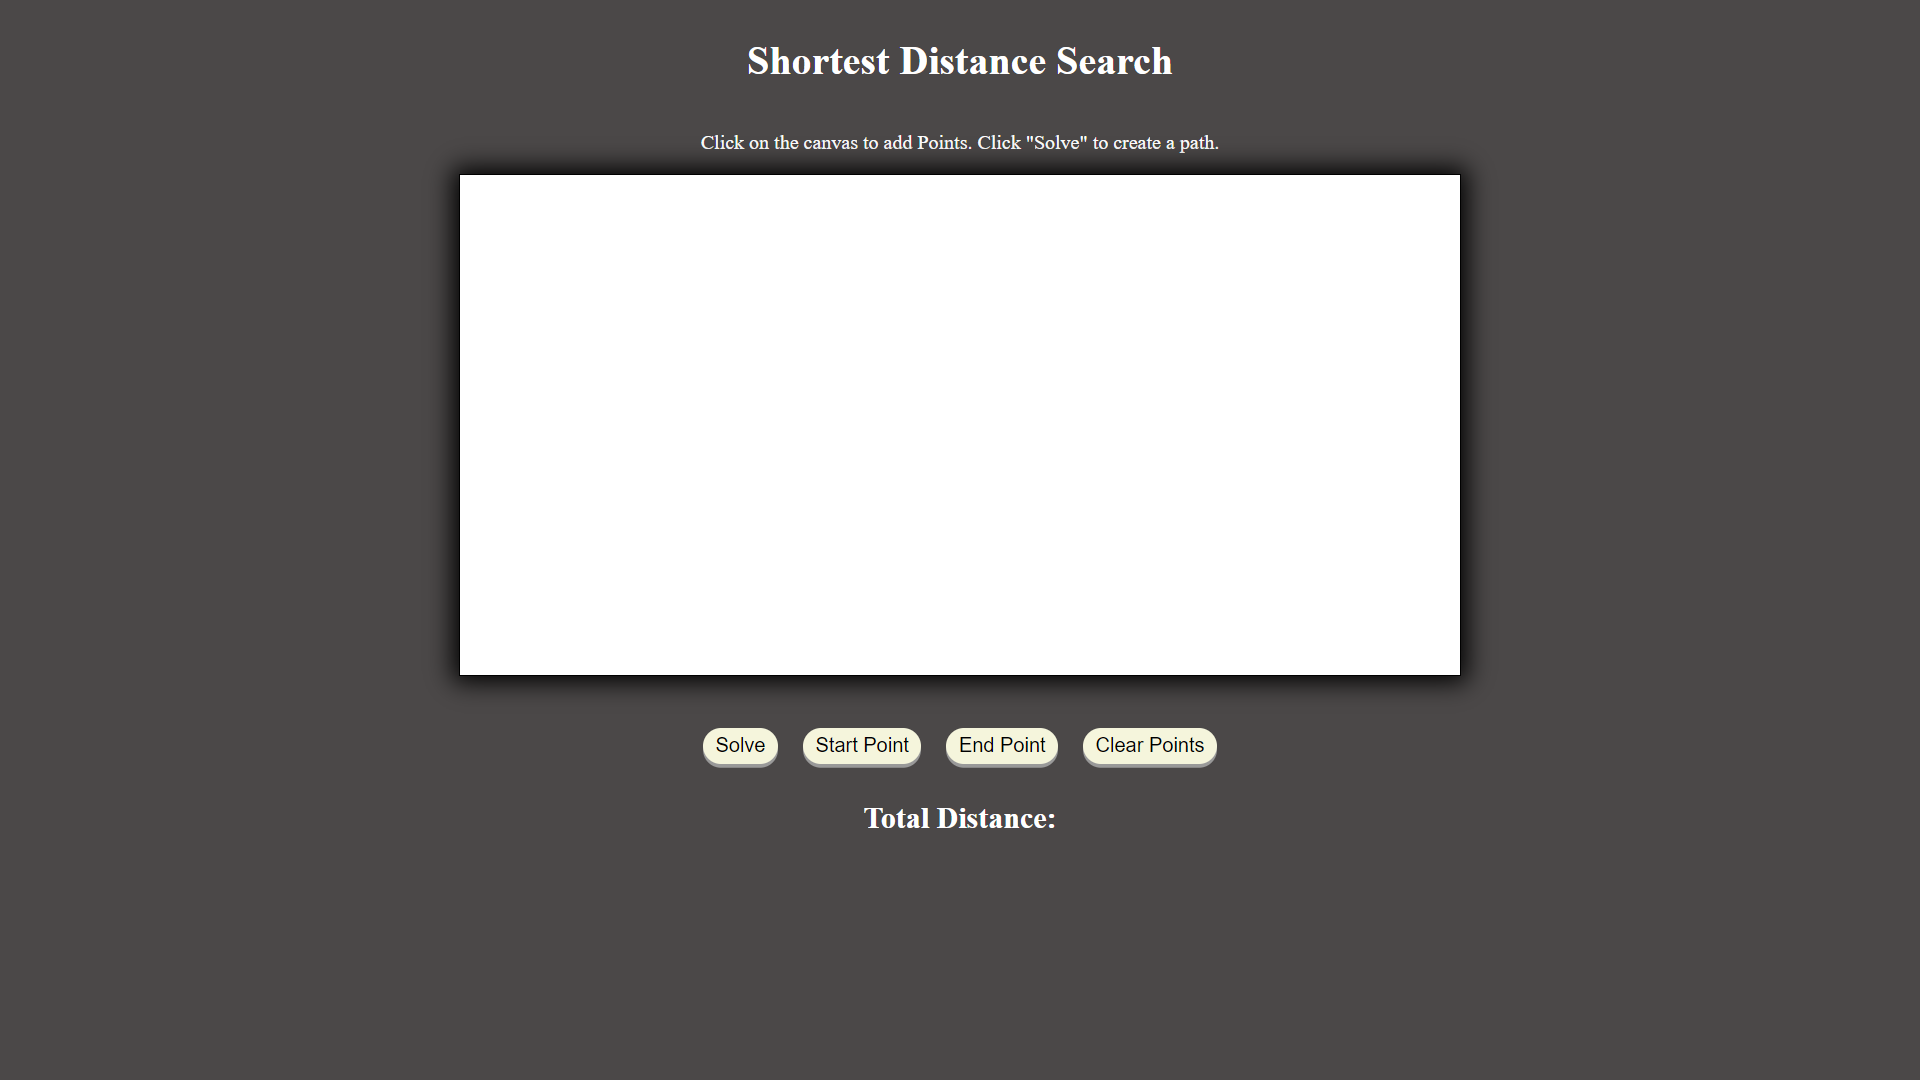 Shortest Distance Search
Click on the canvas to add Points. Click "Solve" to create a path.
Solve
Start Point
End Point
Clear Points
Total Distance: